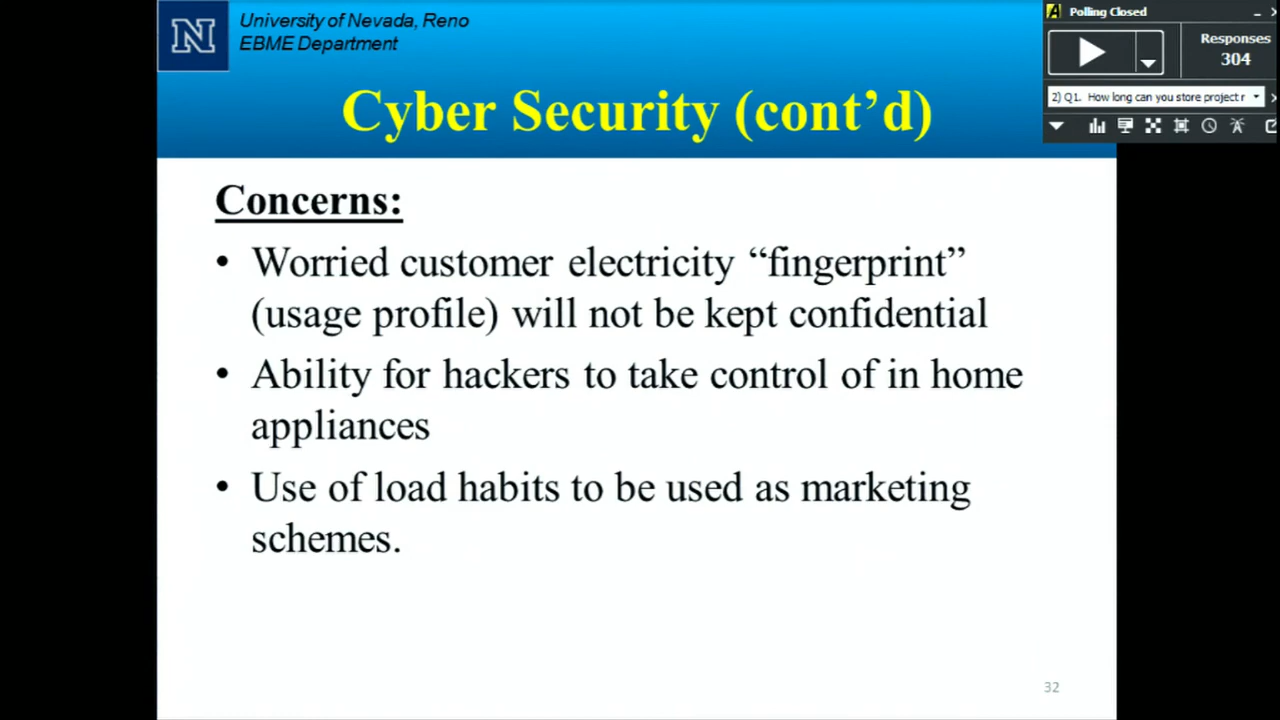 University of Nevada, Reno
EBME Department
Cyber Security (cont’d)
Concerns:
• Worried customer electricity “fingerprint”
(usage profile) will not be kept confidential
• Ability for hackers to take control of in home
appliances
• Use of load habits to be used as marketing
schemes.
32
N
Polling Closed
Responses
304
2) Q1. How long can you store project r